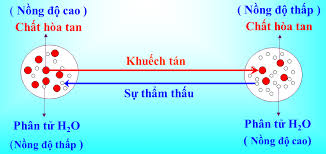 ( Nồng độ cao )
Chất hòa tan
( Nồng độ thấp )
Chất hòa tan
Khuếch tán
Sự thẩm thấu
Phân tử H₂O
(Nồng độ thấp )
Phân tử H₂O
( Nồng độ cao)